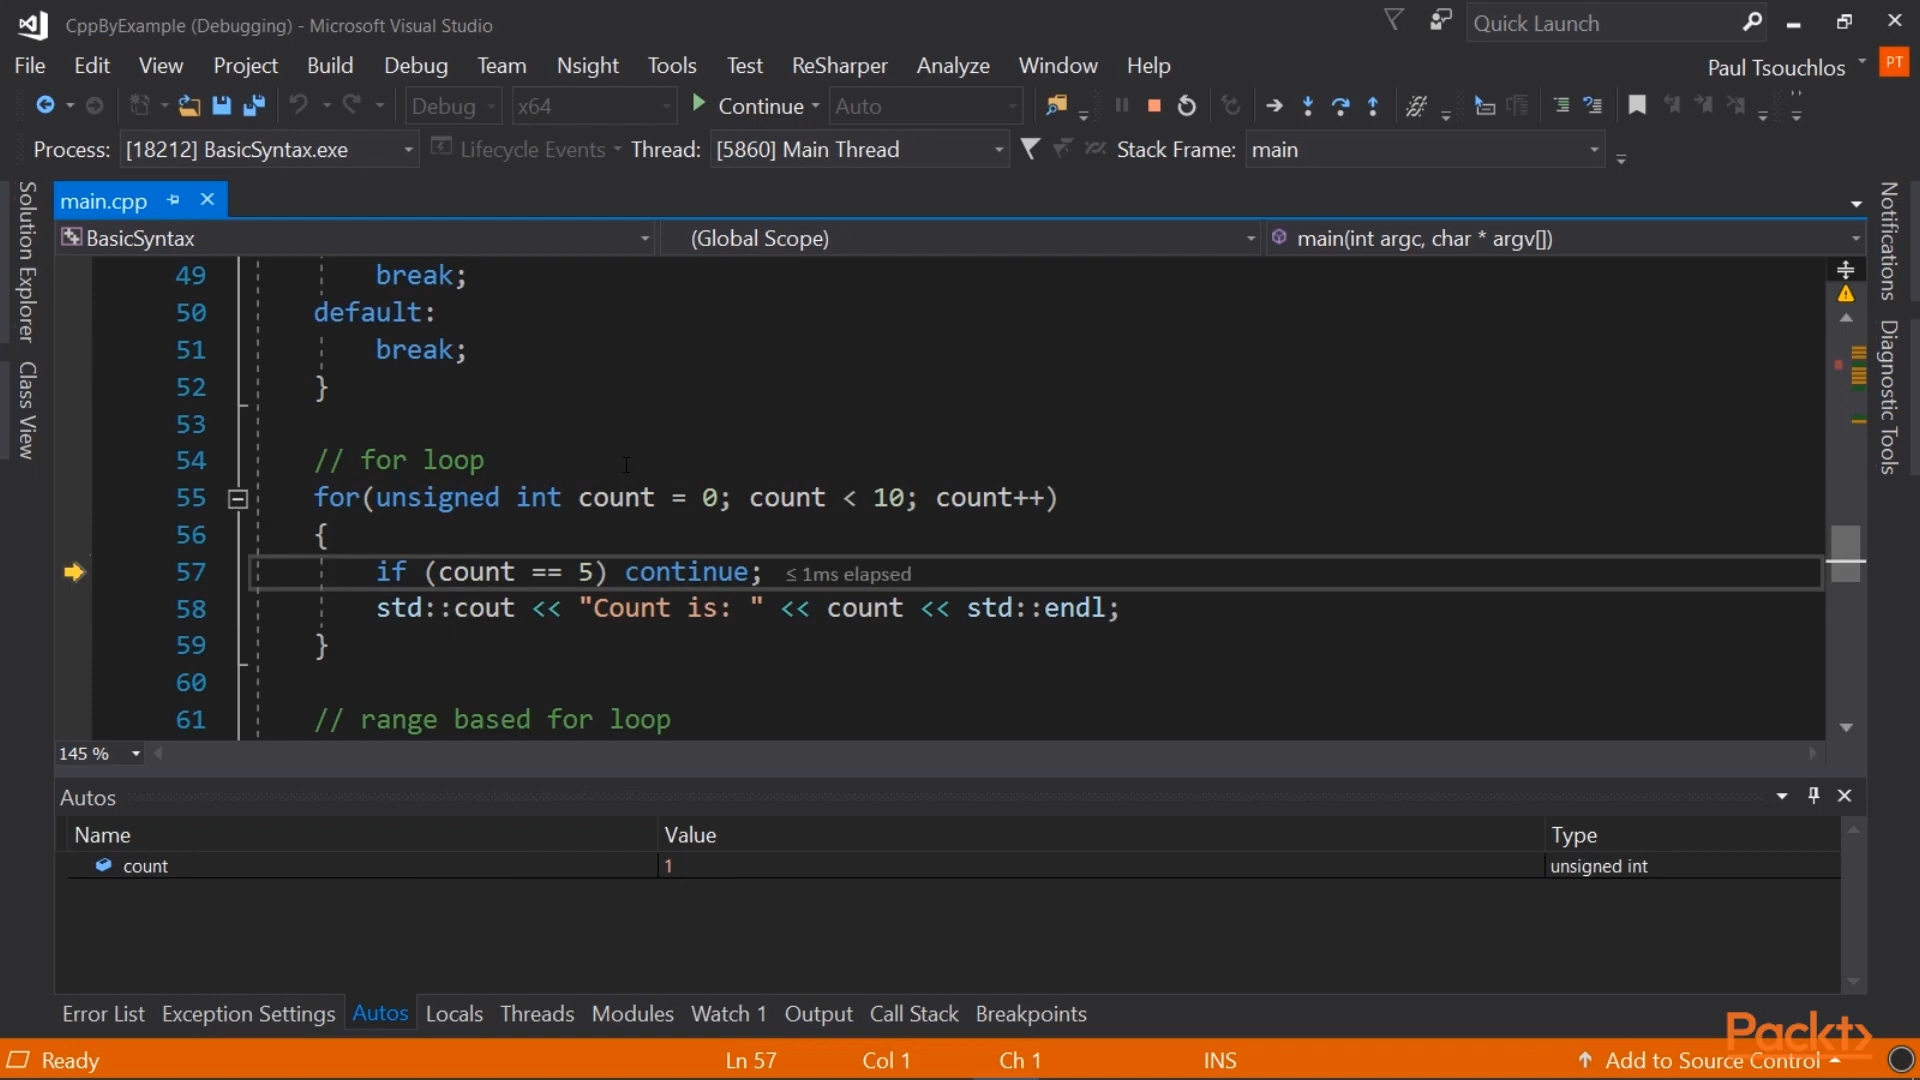 CppByExample (Debugging) - Microsoft Visual Studio
Quick Launch
File Edit View Project Build Debug Team Nsight Tools Test ReSharper Analyze Window Help
Paul Tsouchlos PT
Debug x64 Continue Auto
Process: [18212] BasicSyntax.exe Lifecycle Events Thread: [5860] Main Thread Stack Frame: main
Solution Explorer
Class View
main.cpp
BasicSyntax (Global Scope) main(int argc, char * argv[])
49 break;
50 default:
51 break;
52 }
53
54 // for loop
55 for(unsigned int count = 0; count < 10; count++)
56 {
57 if (count == 5) continue; ≤ 1ms elapsed
58 std::cout << "Count is: " << count << std::endl;
59 }
60
61 // range based for loop
145 %
Notifications
Diagnostic Tools
Autos
Name Value Type
count 1 unsigned int
Error List Exception Settings Autos Locals Threads Modules Watch 1 Output Call Stack Breakpoints
Packt>
Ready Ln 57 Col 1 Ch 1 INS Add to Source Control